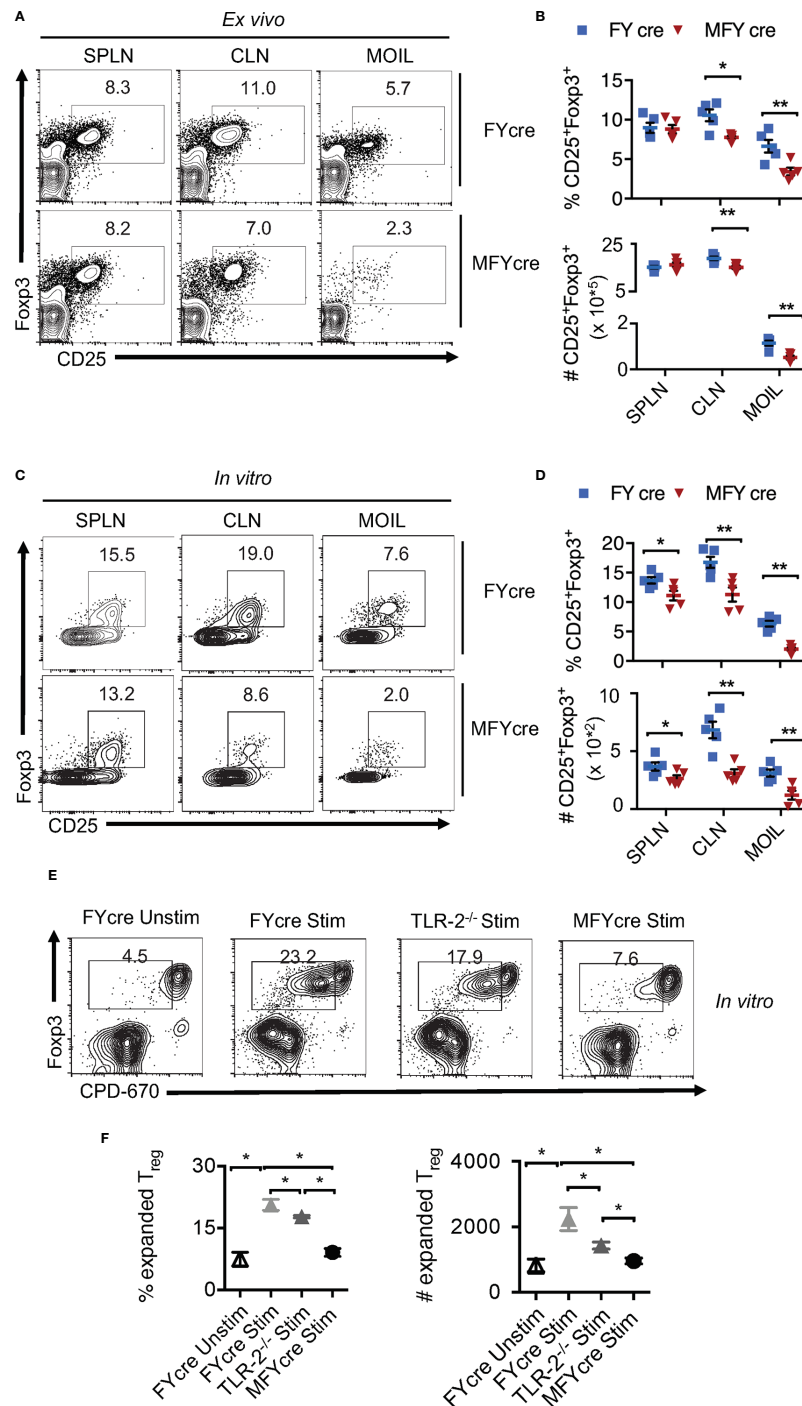 A
Ex vivo
SPLN CLN MOIL
8.3 11.0 5.7
FYcre
8.2 7.0 2.3
MFYcre
Foxp3
CD25
B
FY cre MFY cre
% CD25+Foxp3+
15
10
5
0
* **
# CD25+Foxp3+
(x 10*5)
25
5
2
0
** **
SPLN CLN MOIL
C
In vitro
SPLN CLN MOIL
15.5 19.0 7.6
FYcre
13.2 8.6 2.0
MFYcre
Foxp3
CD25
D
FY cre MFY cre
% CD25+Foxp3+
20
15
10
5
0
* ** **
# CD25+Foxp3+
(x 10*2)
10
5
0
* ** **
SPLN CLN MOIL
E
FYcre Unstim FYcre Stim TLR-2-/- Stim MFYcre Stim
4.5 23.2 17.9 7.6
In vitro
Foxp3
CPD-670
F
% expanded Treg
30
15
0
* * * *
FYcre Unstim
FYcre Stim
TLR-2-/- Stim
MFYcre Stim
# expanded Treg
4000
2000
0
* * * *
FYcre Unstim
FYcre Stim
TLR-2-/- Stim
MFYcre Stim